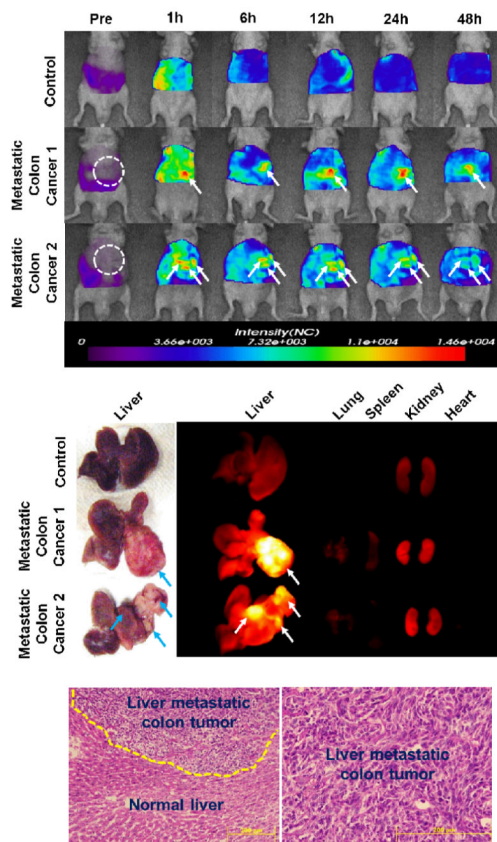 Pre 1h 6h 12h 24h 48h
Control
Metastatic
Colon
Cancer 1
Metastatic
Colon
Cancer 2
Intensity(NC)
0 3.66e+003 7.32e+003 1.1e+004 1.46e+004
Liver Liver Lung Spleen Kidney Heart
Control
Metastatic
Colon
Cancer 1
Metastatic
Colon
Cancer 2
Liver metastatic
colon tumor
Normal liver
Liver metastatic
colon tumor